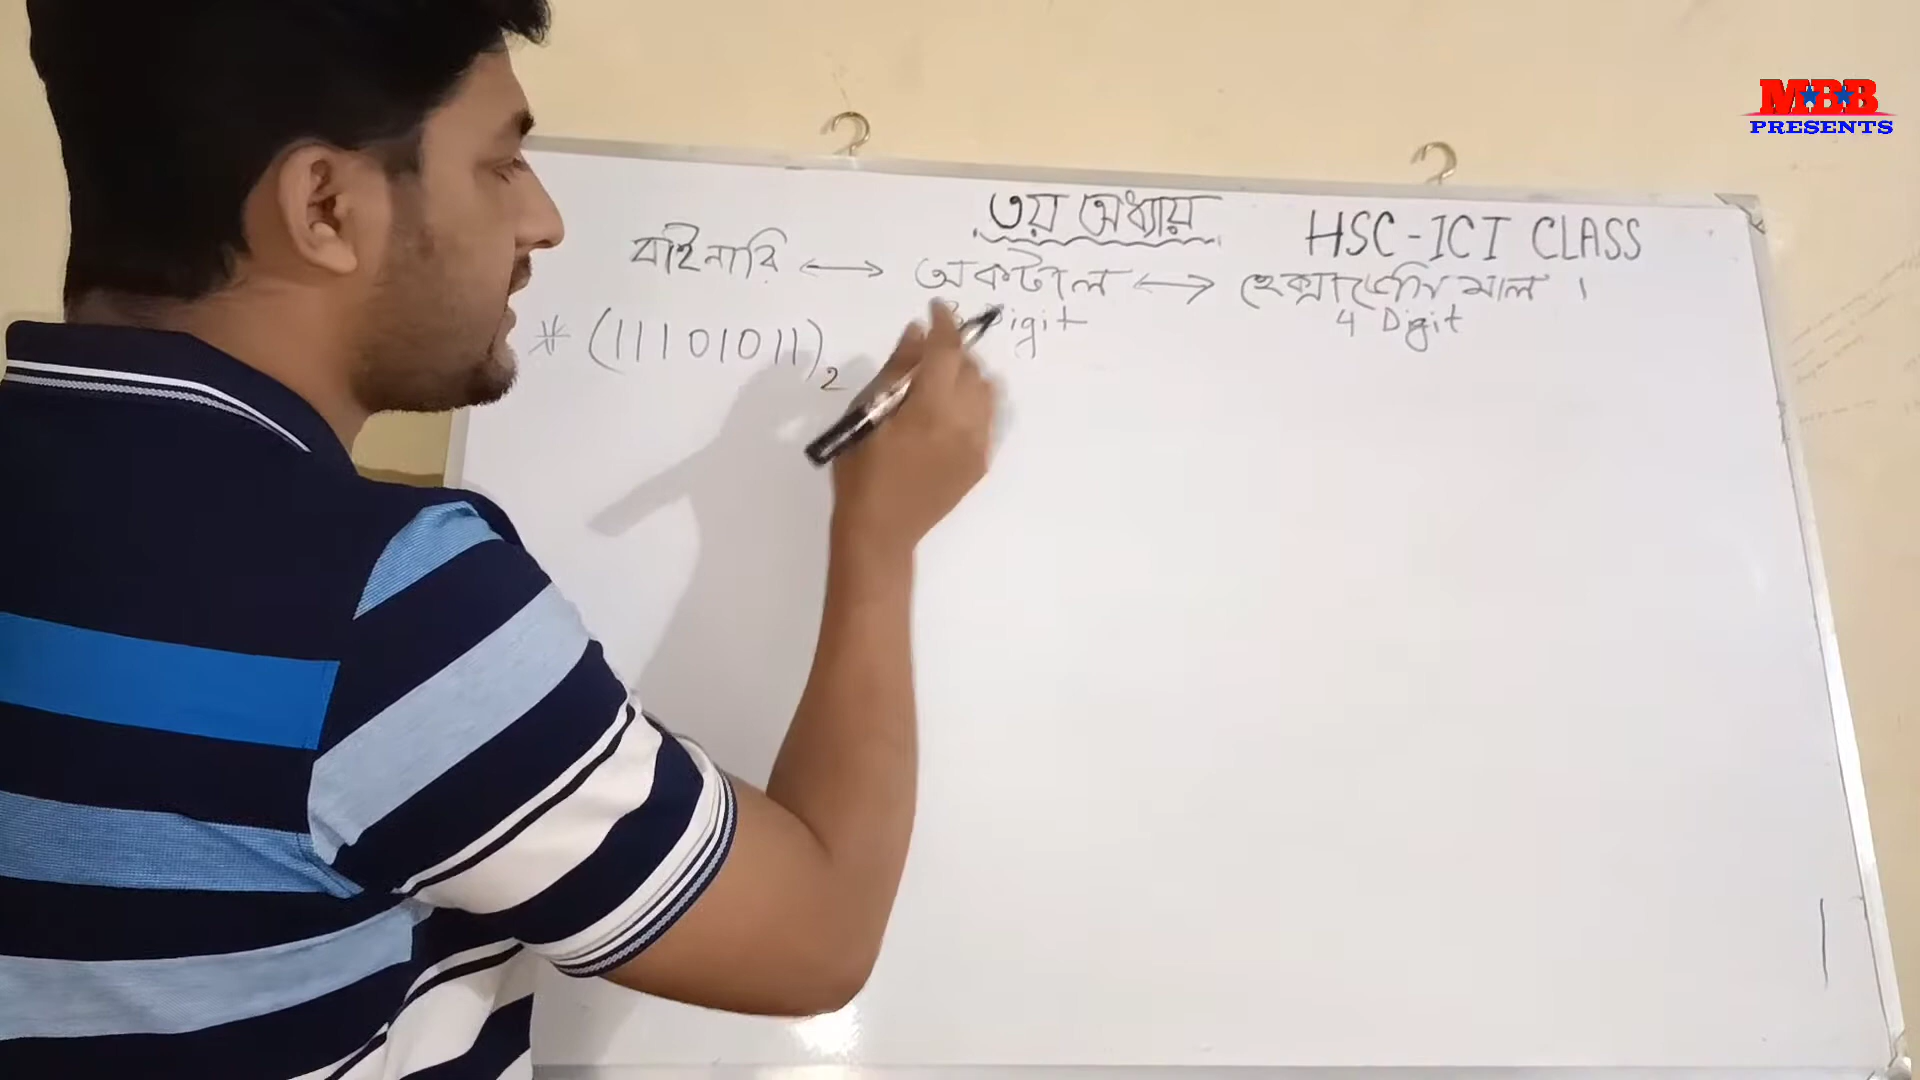 MBB
PRESENTS
৩য় অধ্যায়
HSC-ICT CLASS
বাইনারি ↔ অকটাল ↔ হেক্সাডেসিমাল ।
3 Digit
4 Digit
* (11101011)₂